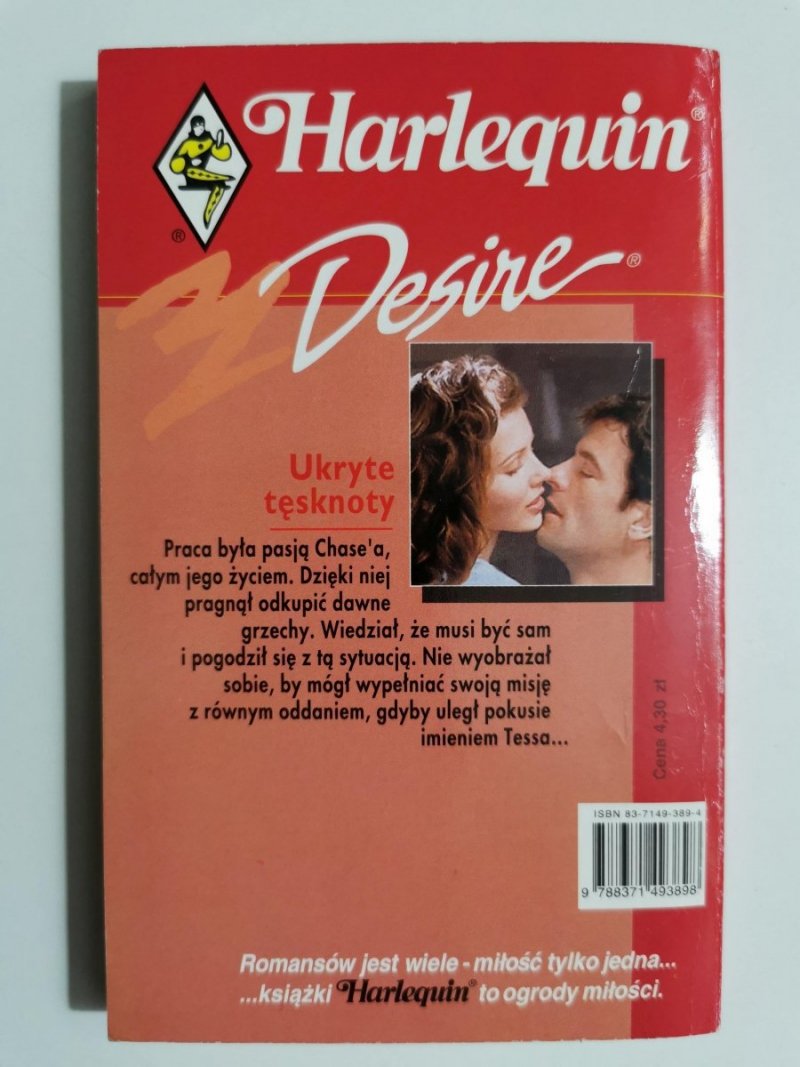 Harlequin®
®
Desire®
Ukryte
tęsknoty
Praca była pasją Chase'a,
całym jego życiem. Dzięki niej
pragnął odkupić dawne
grzechy. Wiedział, że musi być sam
i pogodził się z tą sytuacją. Nie wyobrażał
sobie, by mógł wypełniać swoją misję
z równym oddaniem, gdyby uległ pokusie
imieniem Tessa...
Cena 4,30 zł
ISBN 83-7149-389-4
9 788371 493898
Romansów jest wiele - miłość tylko jedna...
...książki Harlequin® to ogrody miłości.